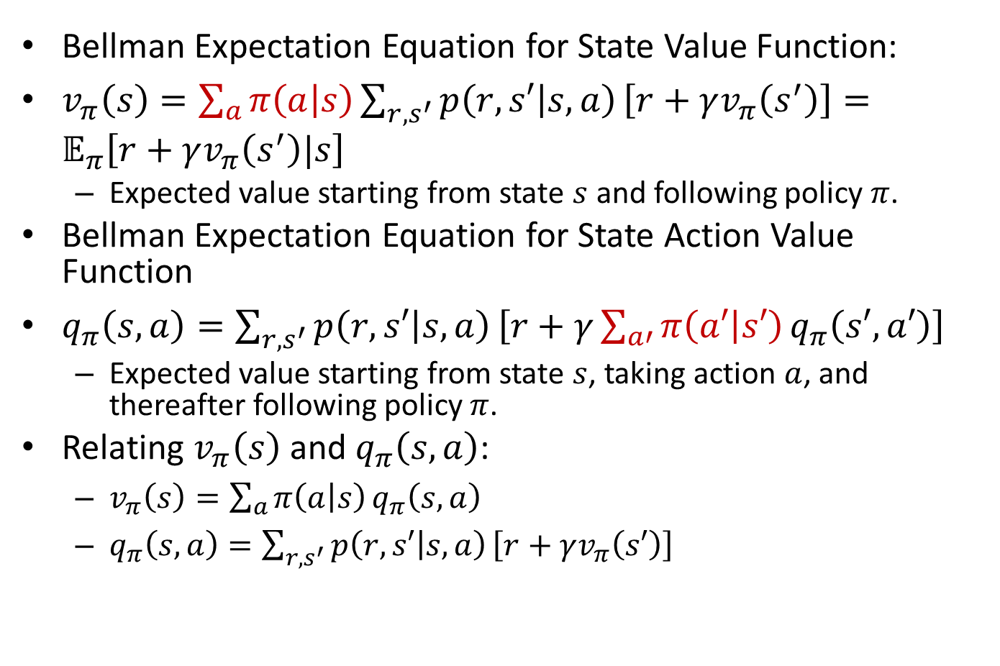 • Bellman Expectation Equation for State Value Function:
• $v_\pi(s) = \sum_a \pi(a|s) \sum_{r,s'} p(r,s'|s,a)\,[r + \gamma v_\pi(s')] =$
$\mathbb{E}_\pi[r + \gamma v_\pi(s')|s]$
– Expected value starting from state $s$ and following policy $\pi$.
• Bellman Expectation Equation for State Action Value
Function
• $q_\pi(s,a) = \sum_{r,s'} p(r,s'|s,a)\,[r + \gamma \sum_{a'} \pi(a'|s')\, q_\pi(s',a')]$
– Expected value starting from state $s$, taking action $a$, and
thereafter following policy $\pi$.
• Relating $v_\pi(s)$ and $q_\pi(s,a)$:
– $v_\pi(s) = \sum_a \pi(a|s)\, q_\pi(s,a)$
– $q_\pi(s,a) = \sum_{r,s'} p(r,s'|s,a)\,[r + \gamma v_\pi(s')]$